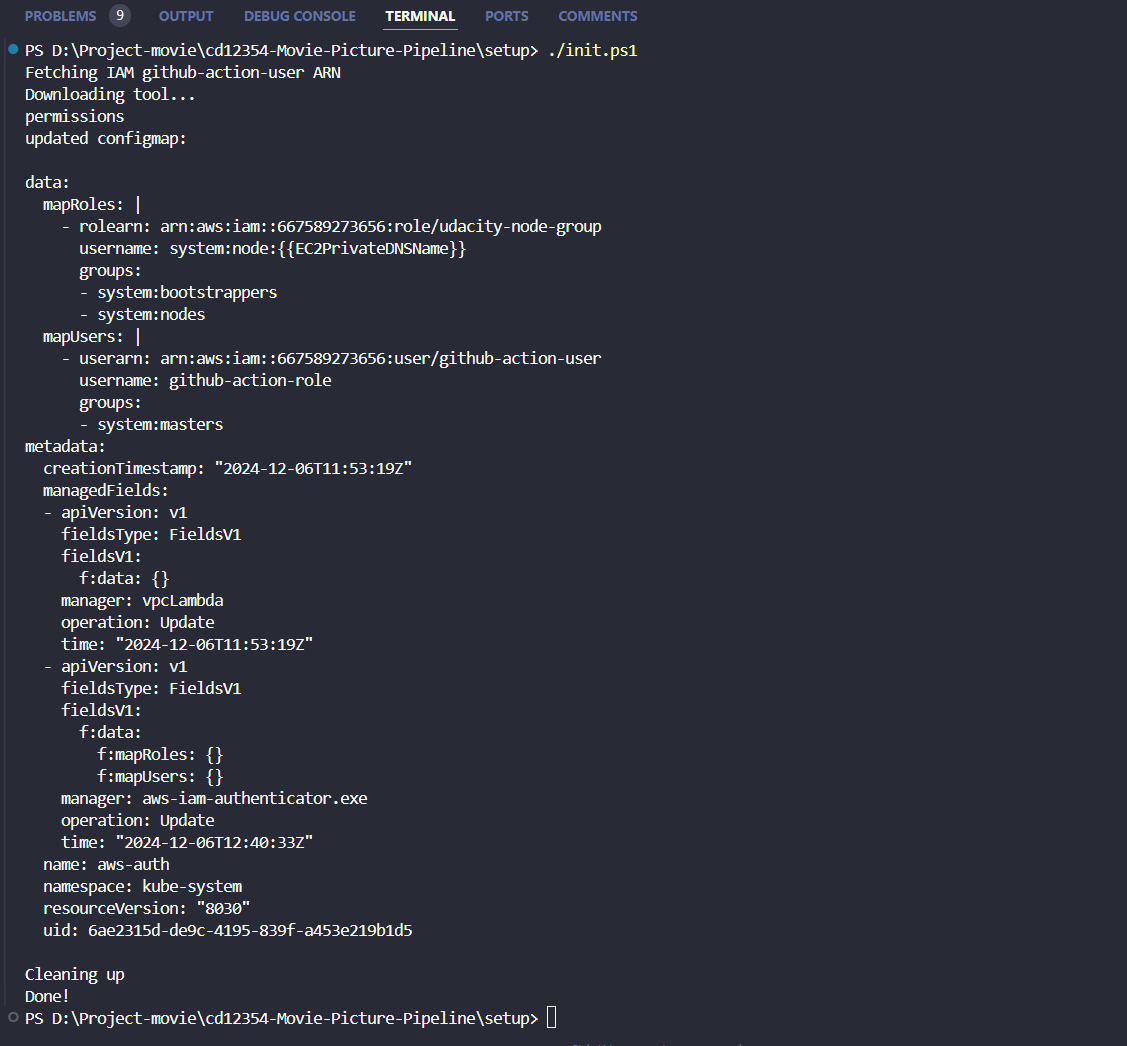 PROBLEMS 9 OUTPUT DEBUG CONSOLE TERMINAL PORTS COMMENTS
PS D:\Project-movie\cd12354-Movie-Picture-Pipeline\setup> ./init.ps1
Fetching IAM github-action-user ARN
Downloading tool...
permissions
updated configmap:

data:
  mapRoles: |
    - rolearn: arn:aws:iam::667589273656:role/udacity-node-group
      username: system:node:{{EC2PrivateDNSName}}
      groups:
      - system:bootstrappers
      - system:nodes
  mapUsers: |
    - userarn: arn:aws:iam::667589273656:user/github-action-user
      username: github-action-role
      groups:
      - system:masters
metadata:
  creationTimestamp: "2024-12-06T11:53:19Z"
  managedFields:
  - apiVersion: v1
    fieldsType: FieldsV1
    fieldsV1:
      f:data: {}
    manager: vpcLambda
    operation: Update
    time: "2024-12-06T11:53:19Z"
  - apiVersion: v1
    fieldsType: FieldsV1
    fieldsV1:
      f:data:
        f:mapRoles: {}
        f:mapUsers: {}
    manager: aws-iam-authenticator.exe
    operation: Update
    time: "2024-12-06T12:40:33Z"
  name: aws-auth
  namespace: kube-system
  resourceVersion: "8030"
  uid: 6ae2315d-de9c-4195-839f-a453e219b1d5

Cleaning up
Done!
PS D:\Project-movie\cd12354-Movie-Picture-Pipeline\setup>